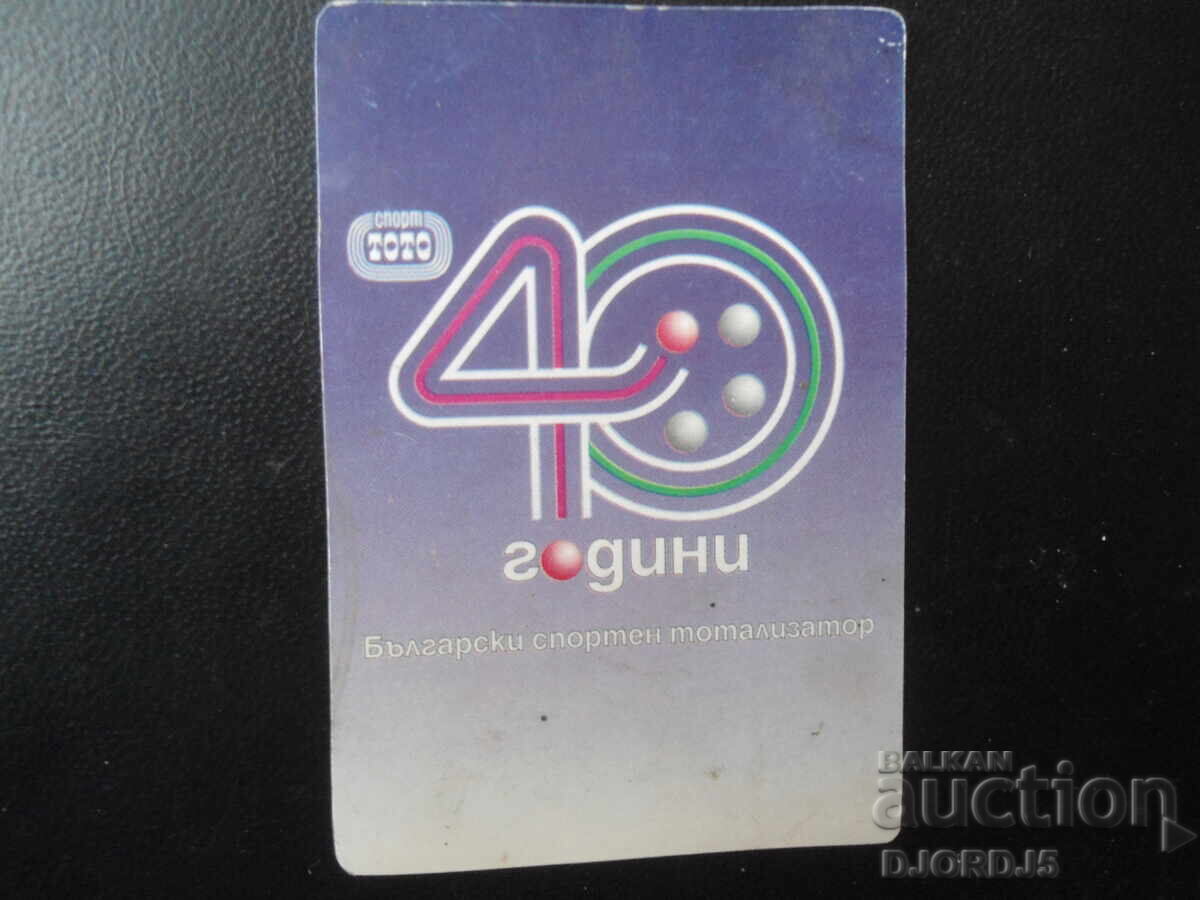 спорт
ТОТО
40
години
Български спортен тотализатор
BALKAN
auction
DJORDJ5